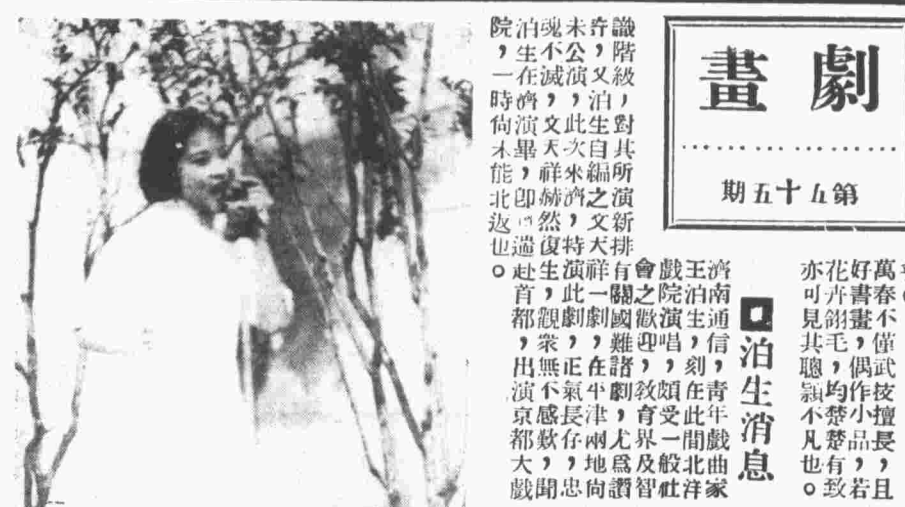 劇畫
第五十五期
萬春不僅武技擅長，且
好書畫，偶作小品，若
花卉翎毛，均楚楚有致
亦可見其聰穎不凡也。
泊生消息
濟南通信，青年戲曲家
王泊生，刻在此間北洋
戲院演唱，頗受一般社
會之歡迎，教育界及智
識階級，對其所演新排有關國難諸劇，尤爲讚
許，又泊生自編之文天祥一劇，在平津兩地尚
未公演，此次來濟，特演此劇，正氣長存，忠
魂不滅，文天祥赫然復生，觀衆無不感歎，聞
泊生在濟演畢，即遄赴首都，出演京都大戲
院，一時尚未能北返也。